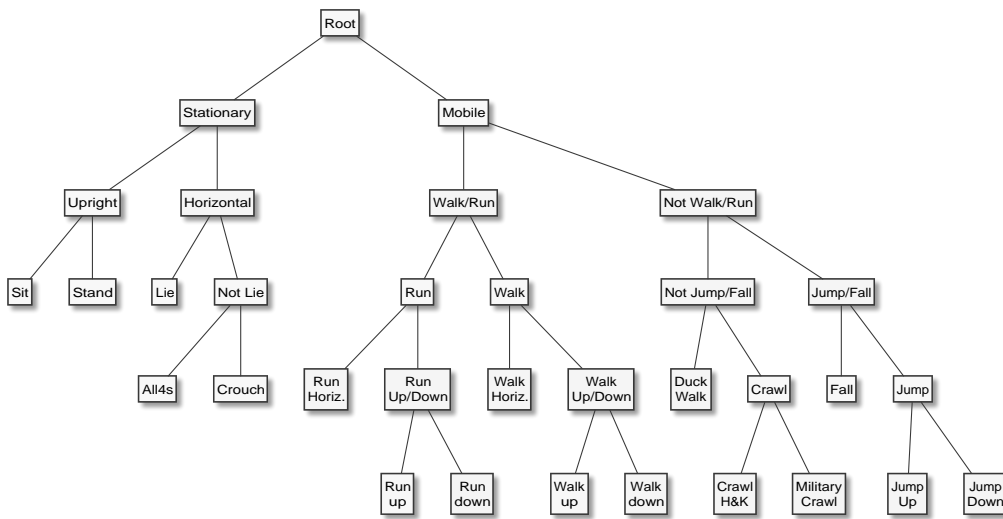 Root
Stationary
Mobile
Upright
Horizontal
Walk/Run
Not Walk/Run
Sit
Stand
Lie
Not Lie
Run
Walk
Not Jump/Fall
Jump/Fall
All4s
Crouch
Run
Horiz.
Run
Up/Down
Walk
Horiz.
Walk
Up/Down
Duck
Walk
Crawl
Fall
Jump
Run
up
Run
down
Walk
up
Walk
down
Crawl
H&K
Military
Crawl
Jump
Up
Jump
Down